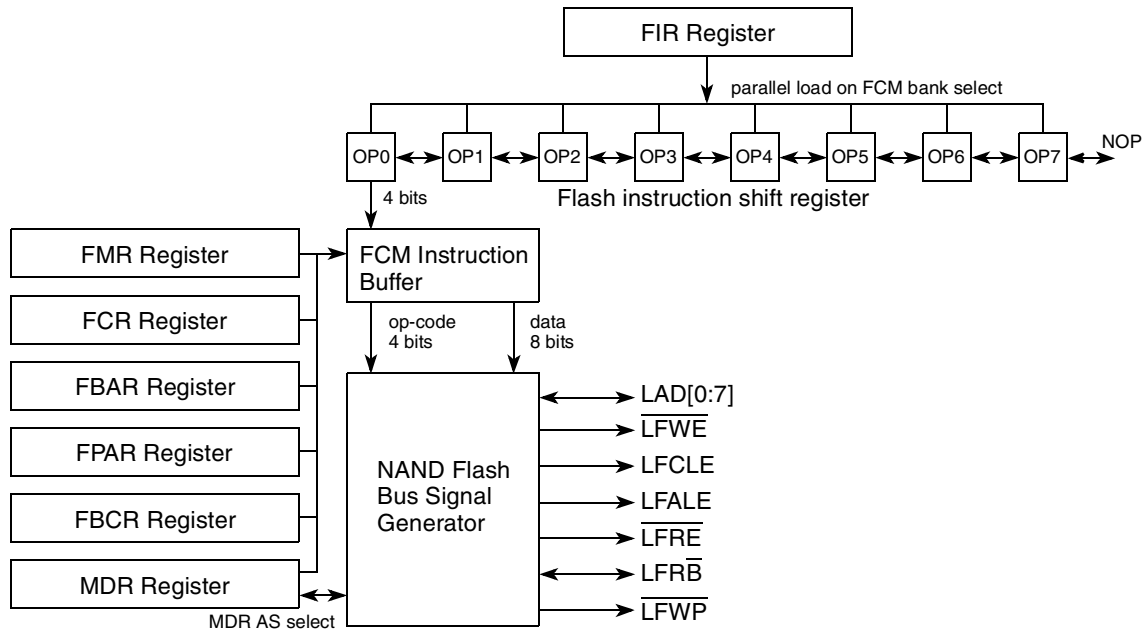 FIR Register
parallel load on FCM bank select
OP0 OP1 OP2 OP3 OP4 OP5 OP6 OP7 NOP
Flash instruction shift register
4 bits
FMR Register
FCM Instruction
Buffer
FCR Register
op-code
4 bits
data
8 bits
FBAR Register
FPAR Register
FBCR Register
MDR Register
MDR AS select
NAND Flash
Bus Signal
Generator
LAD[0:7]
L̅F̅W̅E̅
LFCLE
LFALE
L̅F̅R̅E̅
LFRB̅
L̅F̅W̅P̅